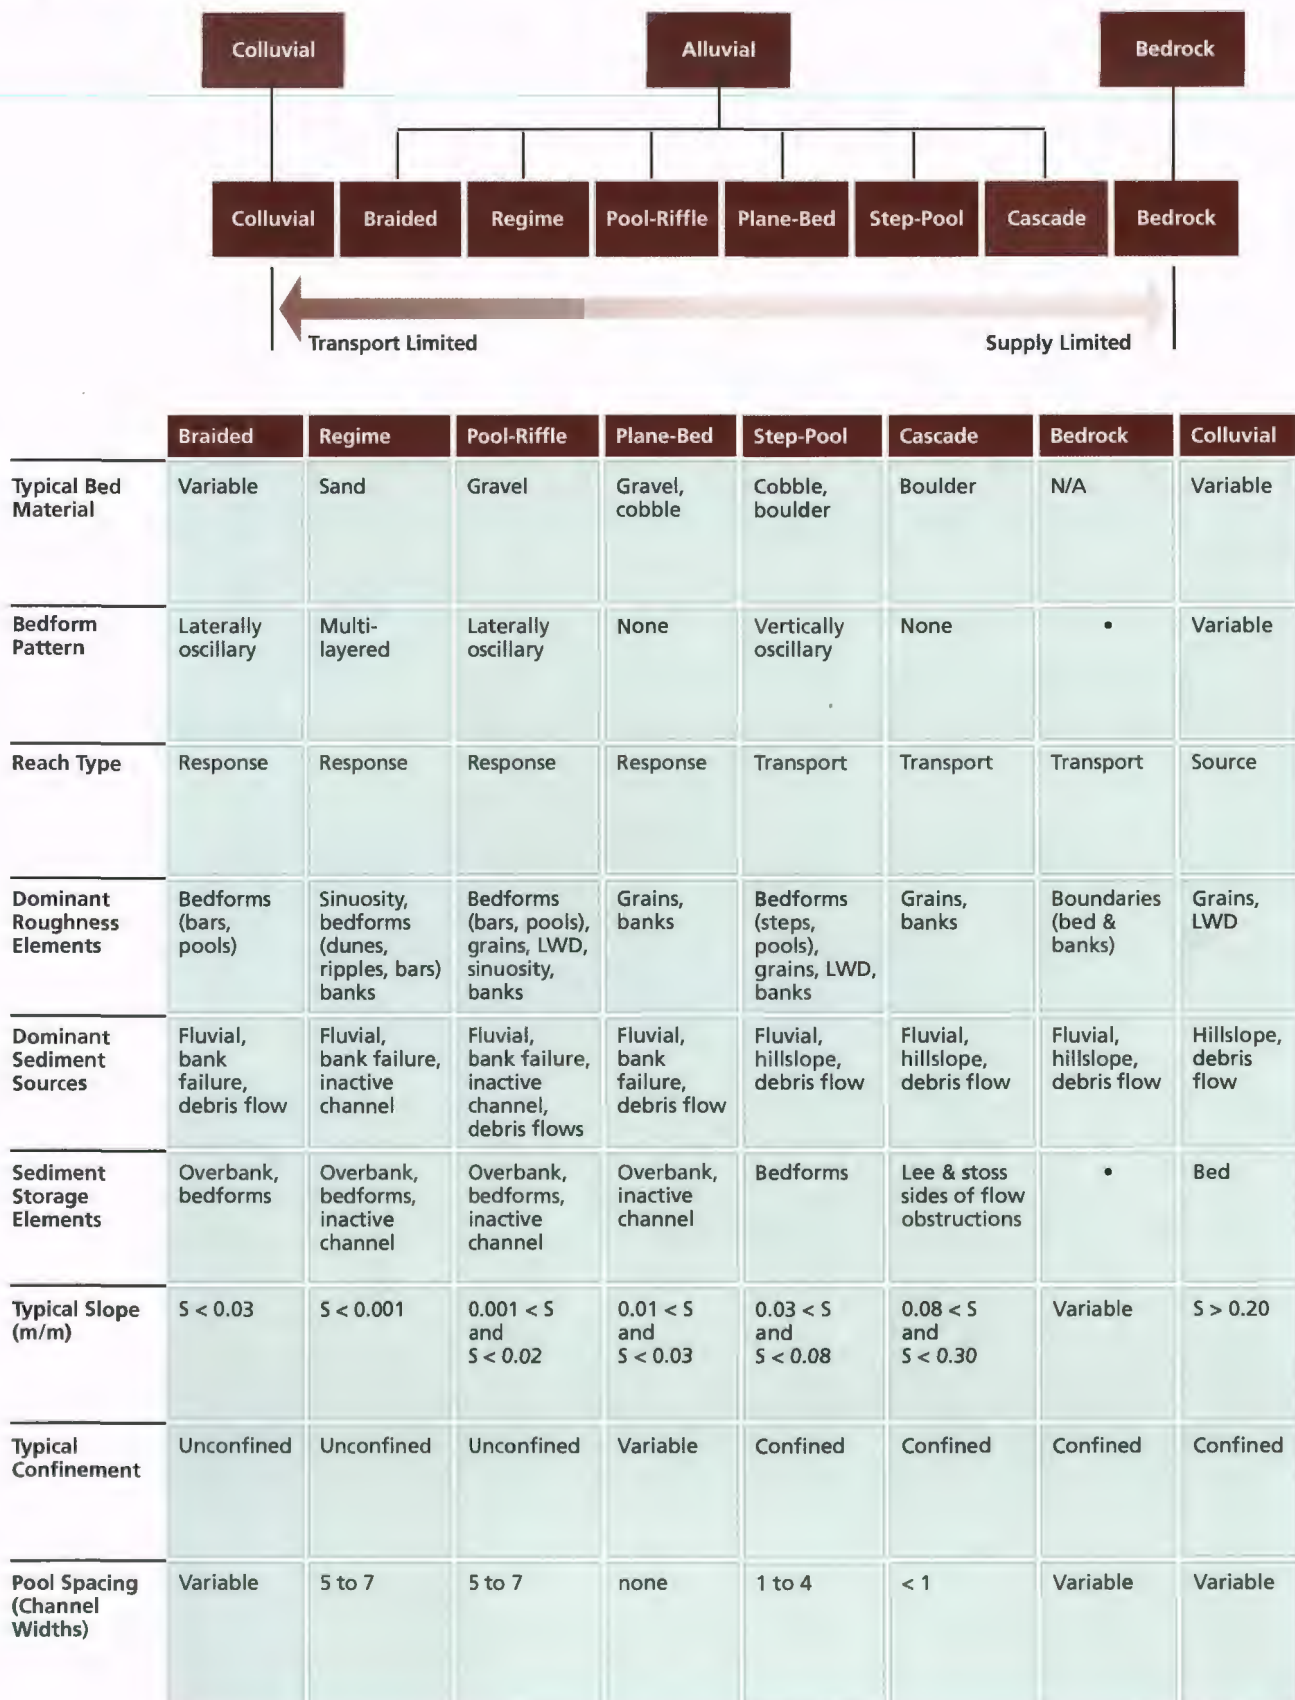 Colluvial
Alluvial
Bedrock
Colluvial
Braided
Regime
Pool-Riffle
Plane-Bed
Step-Pool
Cascade
Bedrock
Transport Limited
Supply Limited
Braided
Regime
Pool-Riffle
Plane-Bed
Step-Pool
Cascade
Bedrock
Colluvial
Typical Bed
Material
Variable
Sand
Gravel
Gravel,
cobble
Cobble,
boulder
Boulder
N/A
Variable
Bedform
Pattern
Laterally
oscillary
Multi-
layered
Laterally
oscillary
None
Vertically
oscillary
None
•
Variable
Reach Type
Response
Response
Response
Response
Transport
Transport
Transport
Source
Dominant
Roughness
Elements
Bedforms
(bars,
pools)
Sinuosity,
bedforms
(dunes,
ripples, bars)
banks
Bedforms
(bars, pools),
grains, LWD,
sinuosity,
banks
Grains,
banks
Bedforms
(steps,
pools),
grains, LWD,
banks
Grains,
banks
Boundaries
(bed &
banks)
Grains,
LWD
Dominant
Sediment
Sources
Fluvial,
bank
failure,
debris flow
Fluvial,
bank failure,
inactive
channel
Fluvial,
bank failure,
inactive
channel,
debris flows
Fluvial,
bank
failure,
debris flow
Fluvial,
hillslope,
debris flow
Fluvial,
hillslope,
debris flow
Fluvial,
hillslope,
debris flow
Hillslope,
debris
flow
Sediment
Storage
Elements
Overbank,
bedforms
Overbank,
bedforms,
inactive
channel
Overbank,
bedforms,
inactive
channel
Overbank,
inactive
channel
Bedforms
Lee & stoss
sides of flow
obstructions
•
Bed
Typical Slope
(m/m)
S < 0.03
S < 0.001
0.001 < S
and
S < 0.02
0.01 < S
and
S < 0.03
0.03 < S
and
S < 0.08
0.08 < S
and
S < 0.30
Variable
S > 0.20
Typical
Confinement
Unconfined
Unconfined
Unconfined
Variable
Confined
Confined
Confined
Confined
Pool Spacing
(Channel
Widths)
Variable
5 to 7
5 to 7
none
1 to 4
< 1
Variable
Variable